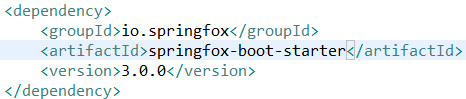 <dependency>
<groupId>io.springfox</groupId>
<artifactId>springfox-boot-starter</artifactId>
<version>3.0.0</version>
</dependency>